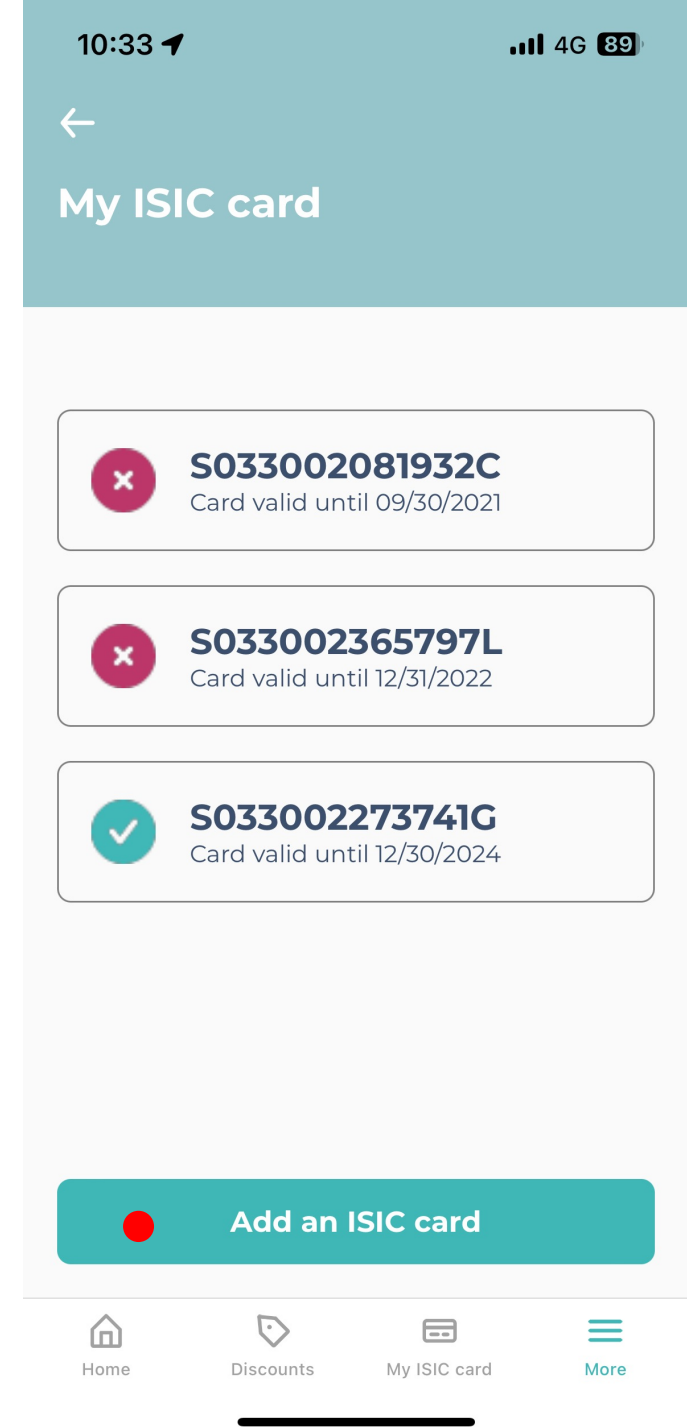 10:33
4G 89
My ISIC card
S033002081932C
Card valid until 09/30/2021
S033002365797L
Card valid until 12/31/2022
S033002273741G
Card valid until 12/30/2024
Add an ISIC card
Home Discounts My ISIC card More